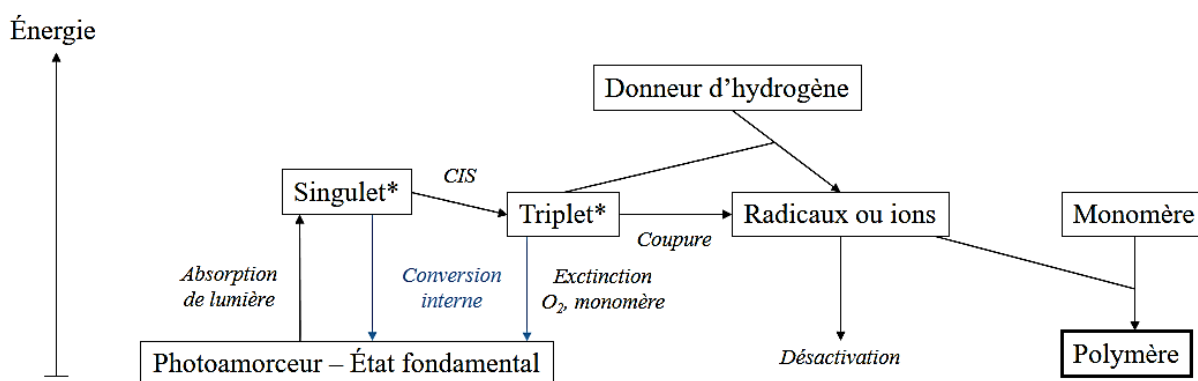 Énergie
Donneur d’hydrogène
CIS
Singulet*
Triplet*
Radicaux ou ions
Monomère
Coupure
Absorption
de lumière
Conversion
interne
Exctinction
O2, monomère
Photoamorceur – État fondamental
Désactivation
Polymère